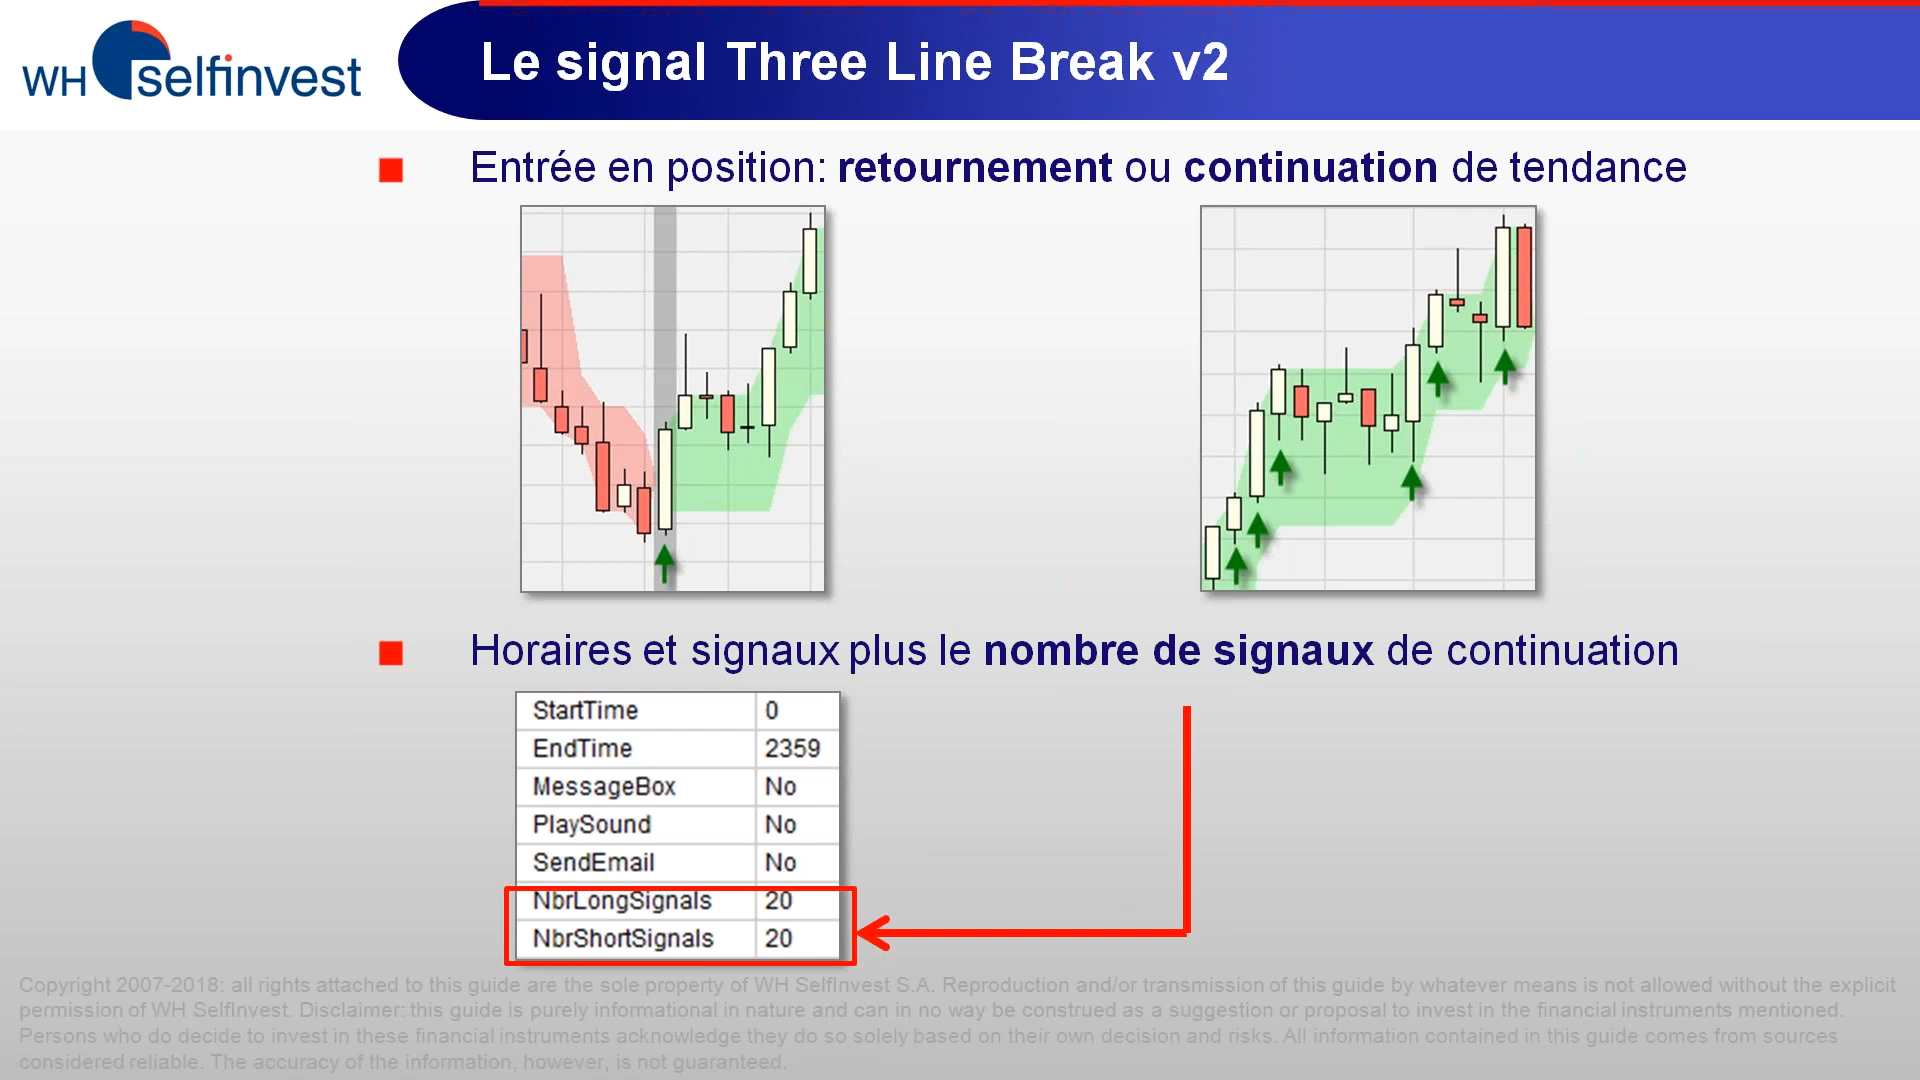 WH selfinvest
Le signal Three Line Break v2
Entrée en position: retournement ou continuation de tendance
Horaires et signaux plus le nombre de signaux de continuation
StartTime 0
EndTime 2359
MessageBox No
PlaySound No
SendEmail No
NbrLongSignals 20
NbrShortSignals 20
Copyright 2007-2018: all rights attached to this guide are the sole property of WH SelfInvest S.A. Reproduction and/or transmission of this guide by whatever means is not allowed without the explicit
permission of WH SelfInvest. Disclaimer: this guide is purely informational in nature and can in no way be construed as a suggestion or proposal to invest in the financial instruments mentioned.
Persons who do decide to invest in these financial instruments acknowledge they do so solely based on their own decision and risks. All information contained in this guide comes from sources
considered reliable. The accuracy of the information, however, is not guaranteed.